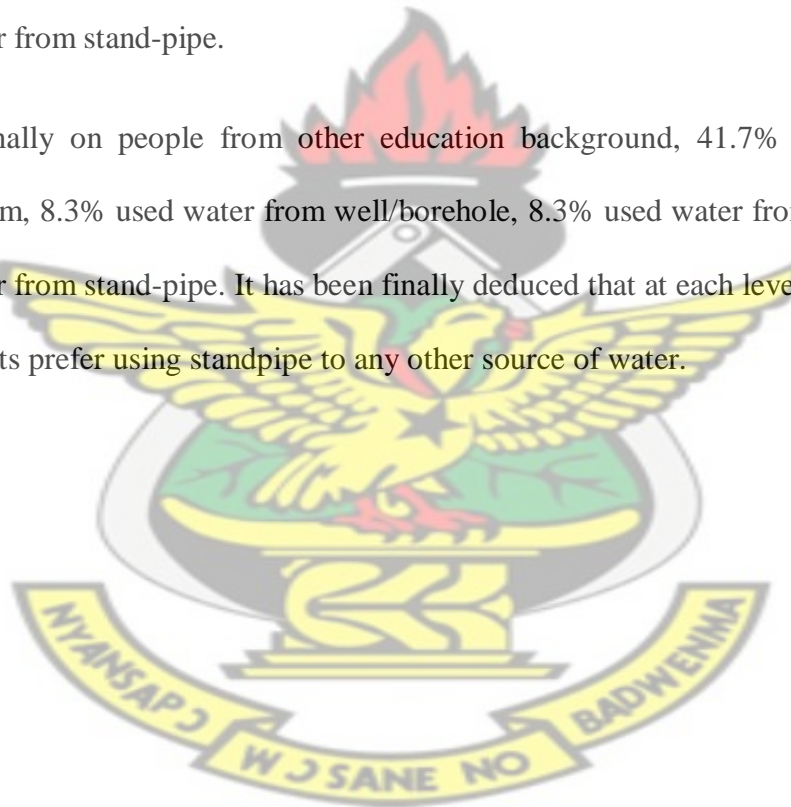 r from stand-pipe.
nally on people from other education background, 41.7%
m, 8.3% used water from well/borehole, 8.3% used water fro
r from stand-pipe. It has been finally deduced that at each leve
ts prefer using standpipe to any other source of water.
NYANSAPƆ
WƆ SANE NO
BADWENMA